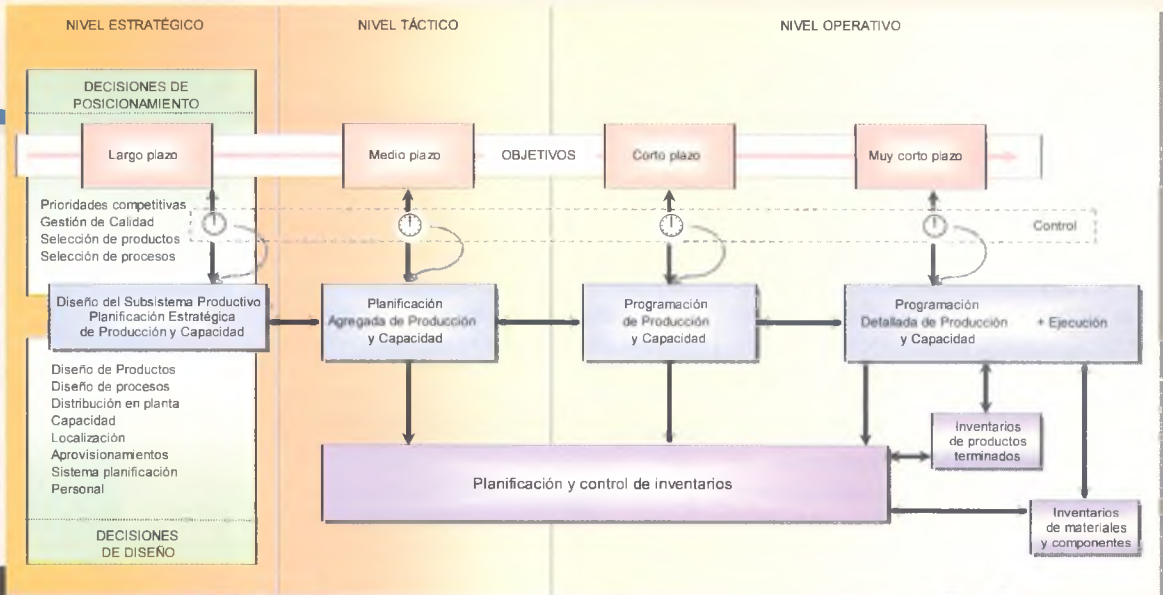 NIVEL ESTRATÉGICO
NIVEL TÁCTICO
NIVEL OPERATIVO
DECISIONES DE
POSICIONAMIENTO
Largo plazo
Medio plazo
OBJETIVOS
Corto plazo
Muy corto plazo
Prioridades competitivas
Gestión de Calidad
Selección de productos
Selección de procesos
Control
Diseño del Subsistema Productivo
Planificación Estratégica
de Producción y Capacidad
Planificación
Agregada de Producción
y Capacidad
Programación
de Producción
y Capacidad
Programación
Detallada de Producción
y Capacidad
+ Ejecución
Diseño de Productos
Diseño de procesos
Distribución en planta
Capacidad
Localización
Aprovisionamientos
Sistema planificación
Personal
Inventarios
de productos
terminados
Planificación y control de inventarios
Inventarios
de materiales
y componentes
DECISIONES
DE DISEÑO